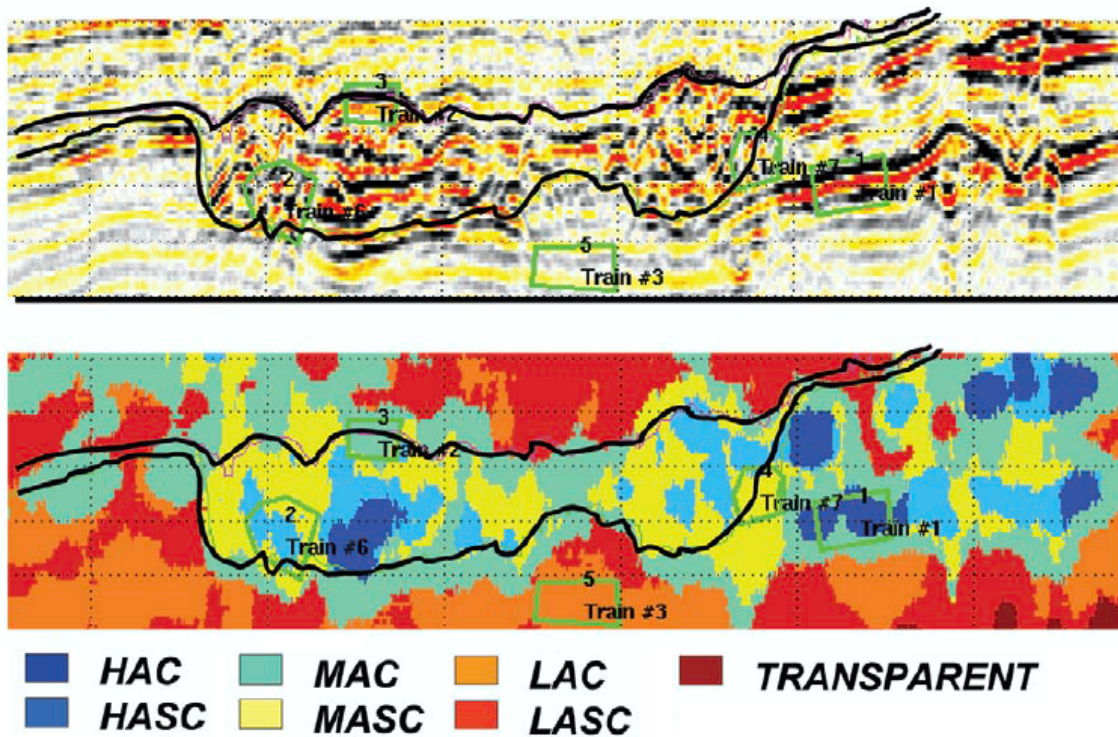 3
Train #2
2
Train #6
Train #7
1
Train #1
5
Train #3
3
Train #2
4
Train #7
2
Train #6
1
Train #1
5
Train #3
HAC MAC LAC TRANSPARENT
HASC MASC LASC